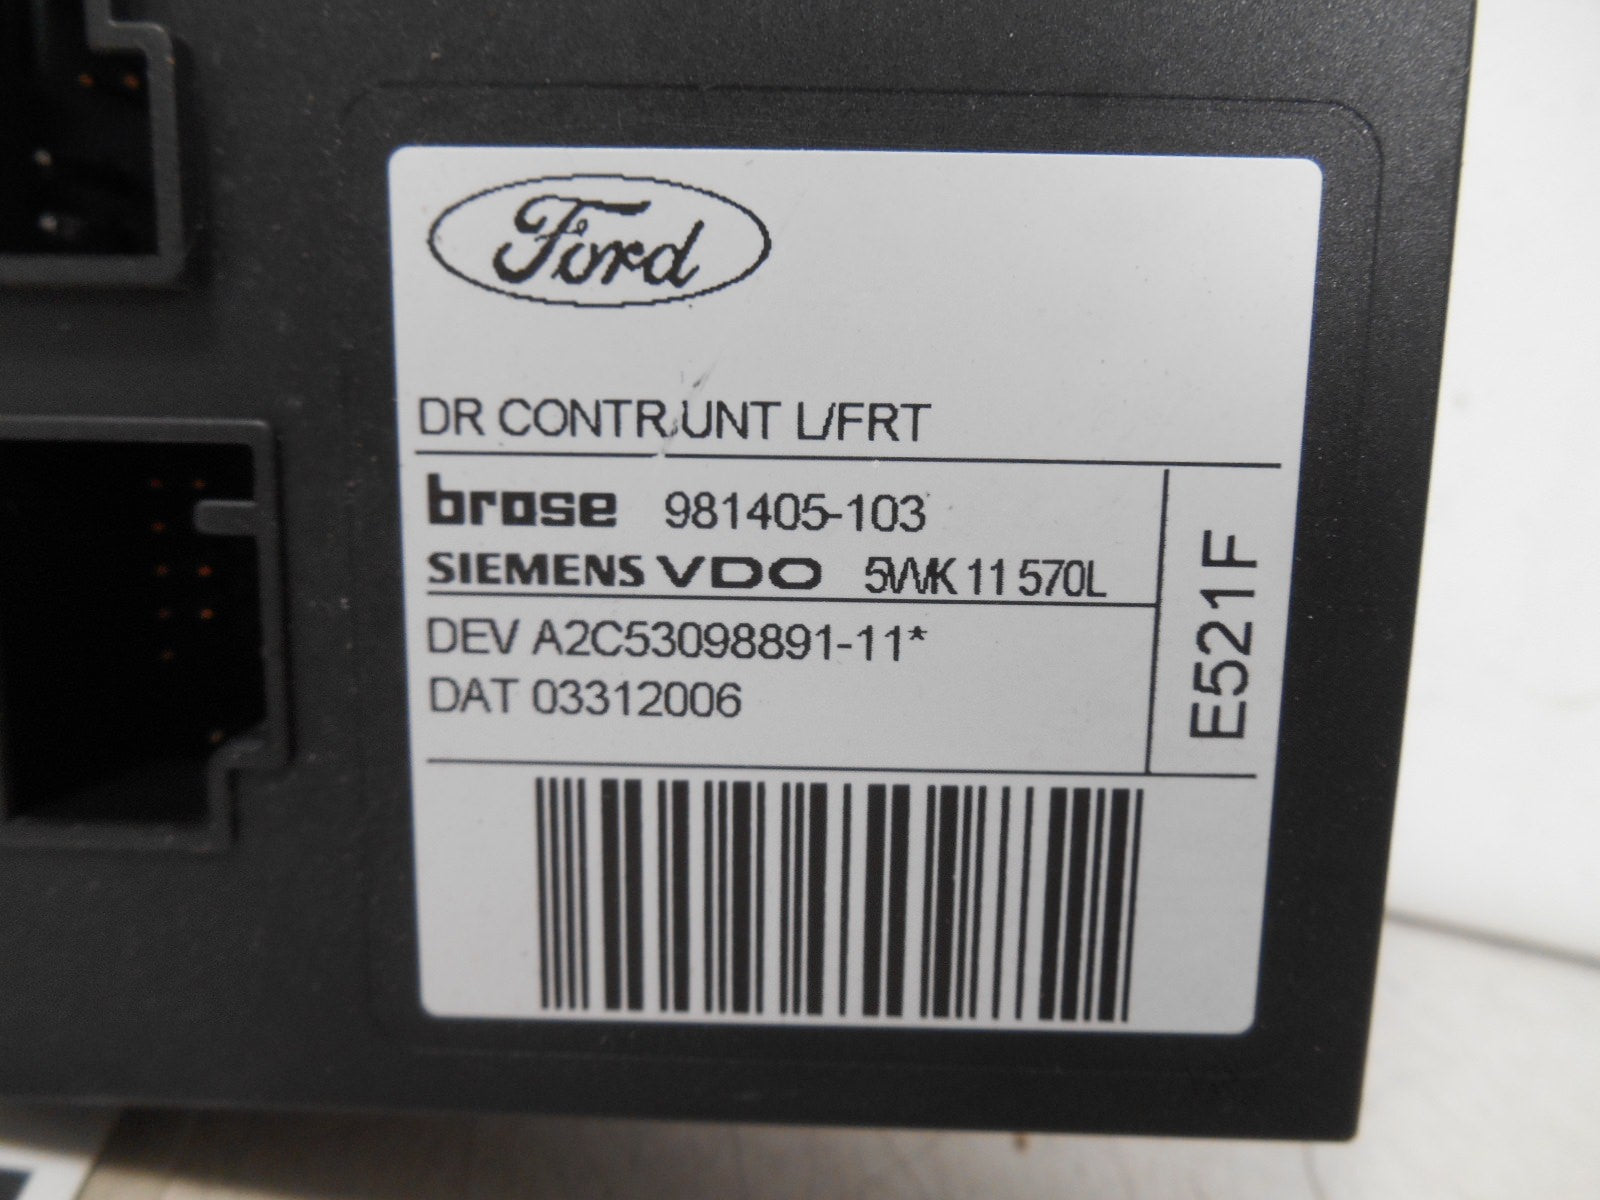 Ford
DR CONTR.UNT L/FRT
brose 981405-103
SIEMENS VDO 5WK 11 570L
DEV A2C53098891-11*
DAT 03312006
E521F